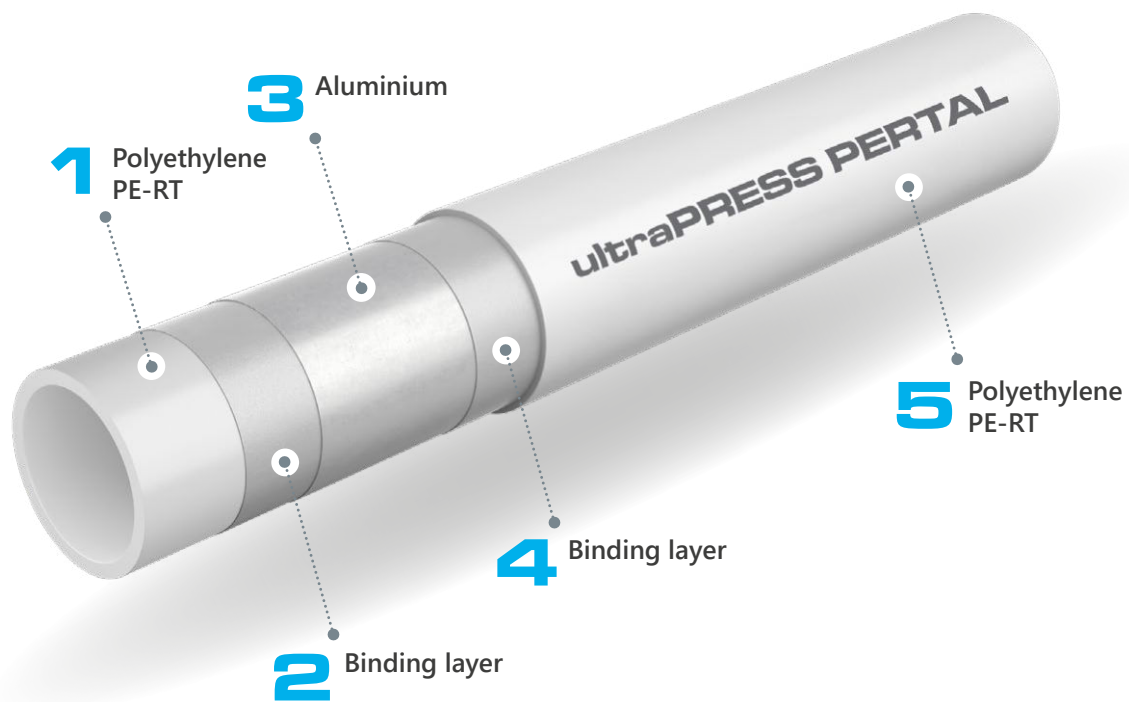 3 Aluminium
1 Polyethylene
PE-RT
ultraPRESS PERTAL
5 Polyethylene
PE-RT
4 Binding layer
2 Binding layer